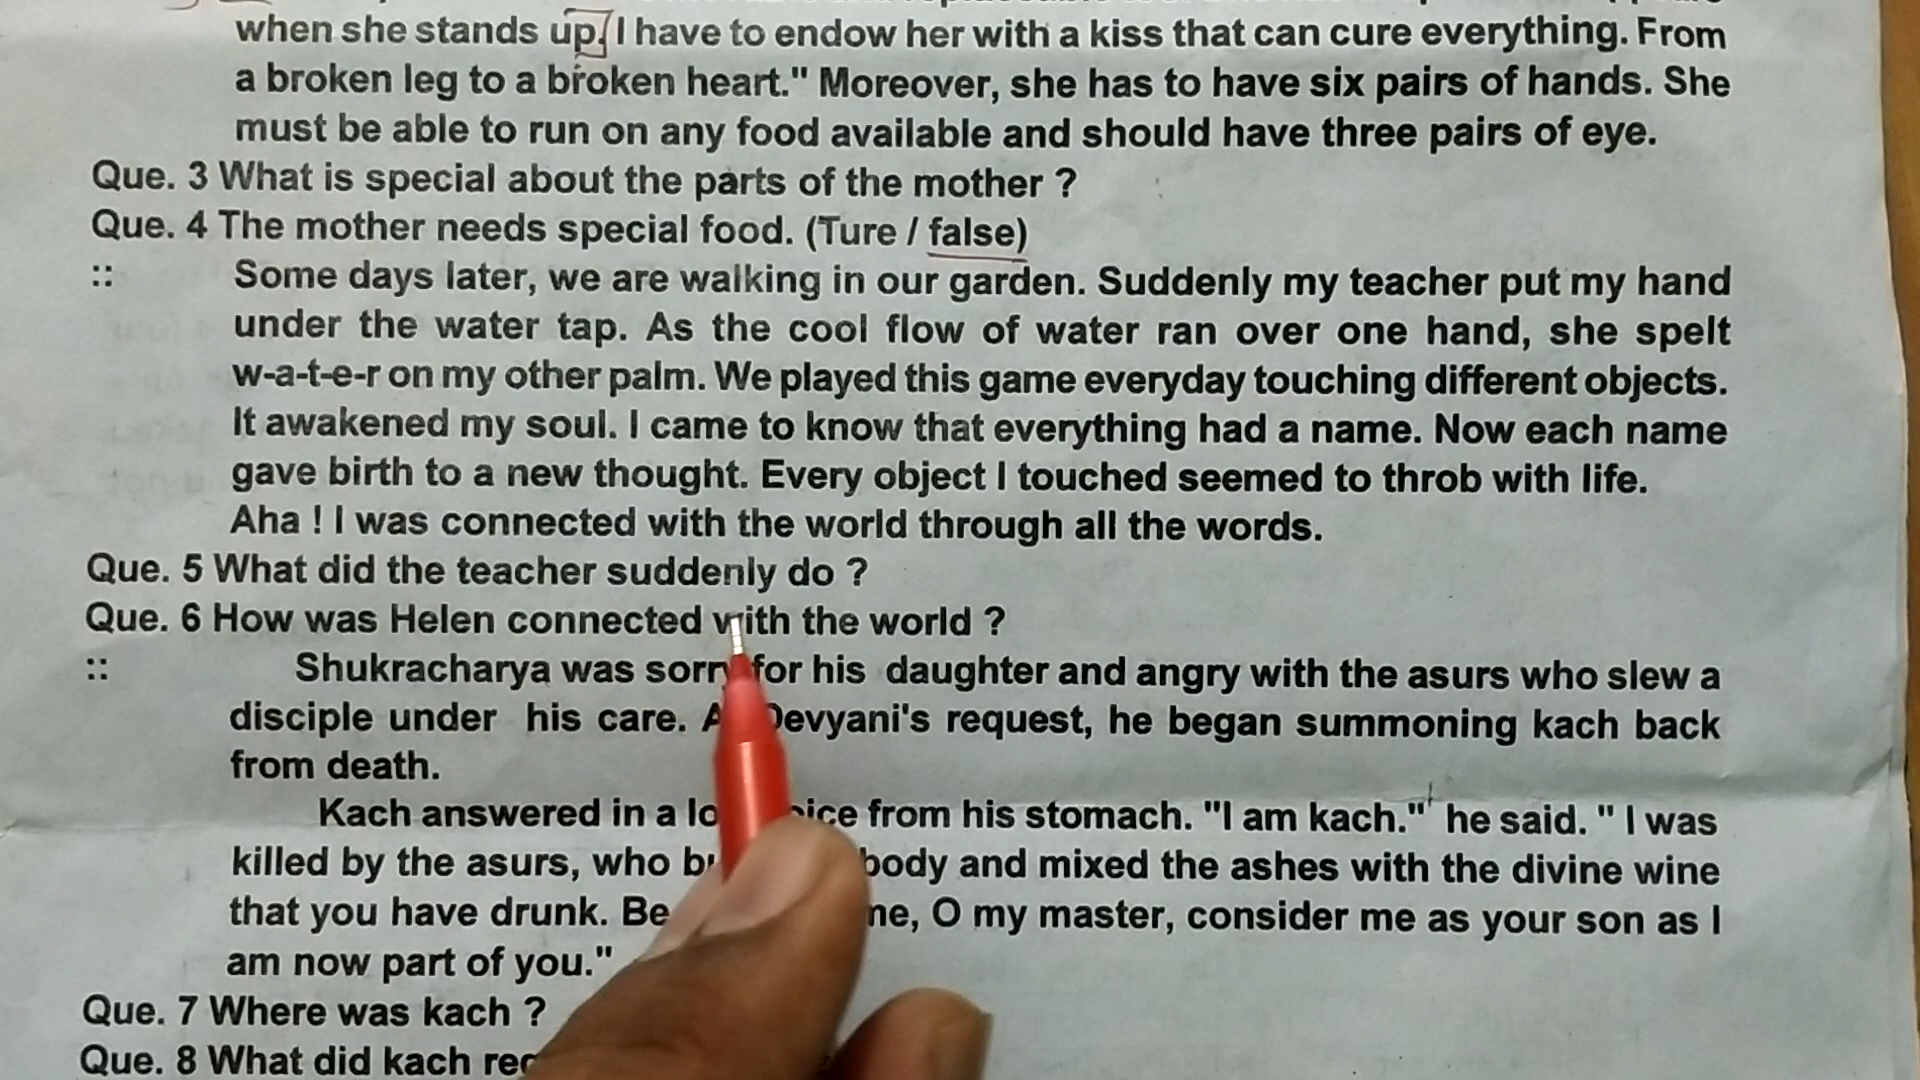 when she stands up. I have to endow her with a kiss that can cure everything. From
a broken leg to a broken heart." Moreover, she has to have six pairs of hands. She
must be able to run on any food available and should have three pairs of eye.
Que. 3 What is special about the parts of the mother ?
Que. 4 The mother needs special food. (Ture / false)
:: Some days later, we are walking in our garden. Suddenly my teacher put my hand
under the water tap. As the cool flow of water ran over one hand, she spelt
w-a-t-e-r on my other palm. We played this game everyday touching different objects.
It awakened my soul. I came to know that everything had a name. Now each name
gave birth to a new thought. Every object I touched seemed to throb with life.
Aha ! I was connected with the world through all the words.
Que. 5 What did the teacher suddenly do ?
Que. 6 How was Helen connected with the world ?
:: Shukracharya was sorry for his daughter and angry with the asurs who slew a
disciple under his care. Devyani's request, he began summoning kach back
from death.
Kach answered in a from his stomach. "I am kach." he said. " I was
killed by the asurs, who body and mixed the ashes with the divine wine
that you have drunk. O my master, consider me as your son as I
am now part of you."
Que. 7 Where was kach ?
Que. 8 What did kach